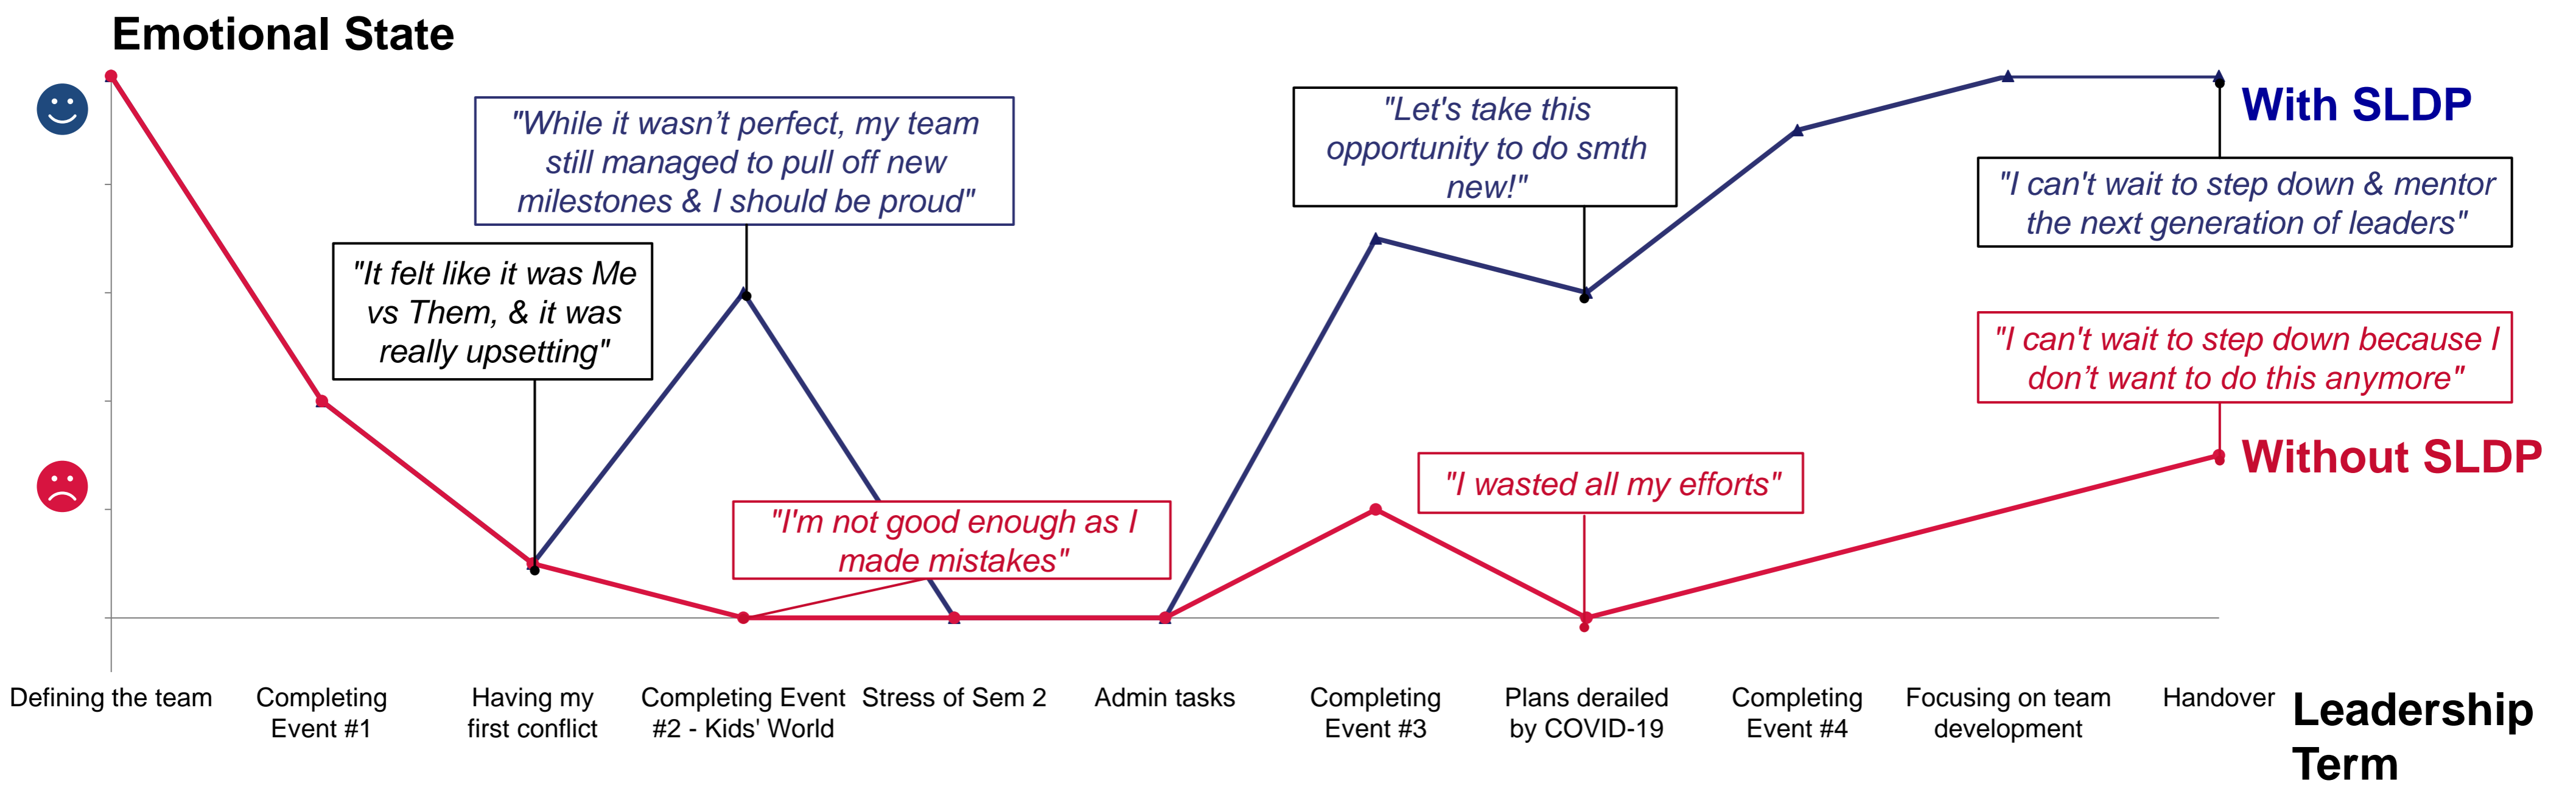 Emotional State
"While it wasn’t perfect, my team
still managed to pull off new
milestones & I should be proud"
"Let's take this
opportunity to do smth
new!"
With SLDP
"I can't wait to step down & mentor
the next generation of leaders"
"It felt like it was Me
vs Them, & it was
really upsetting"
"I can't wait to step down because I
don’t want to do this anymore"
Without SLDP
"I wasted all my efforts"
"I'm not good enough as I
made mistakes"
Defining the team
Completing
Event #1
Having my
first conflict
Completing Event
#2 - Kids' World
Stress of Sem 2
Admin tasks
Completing
Event #3
Plans derailed
by COVID-19
Completing
Event #4
Focusing on team
development
Handover
Leadership
Term